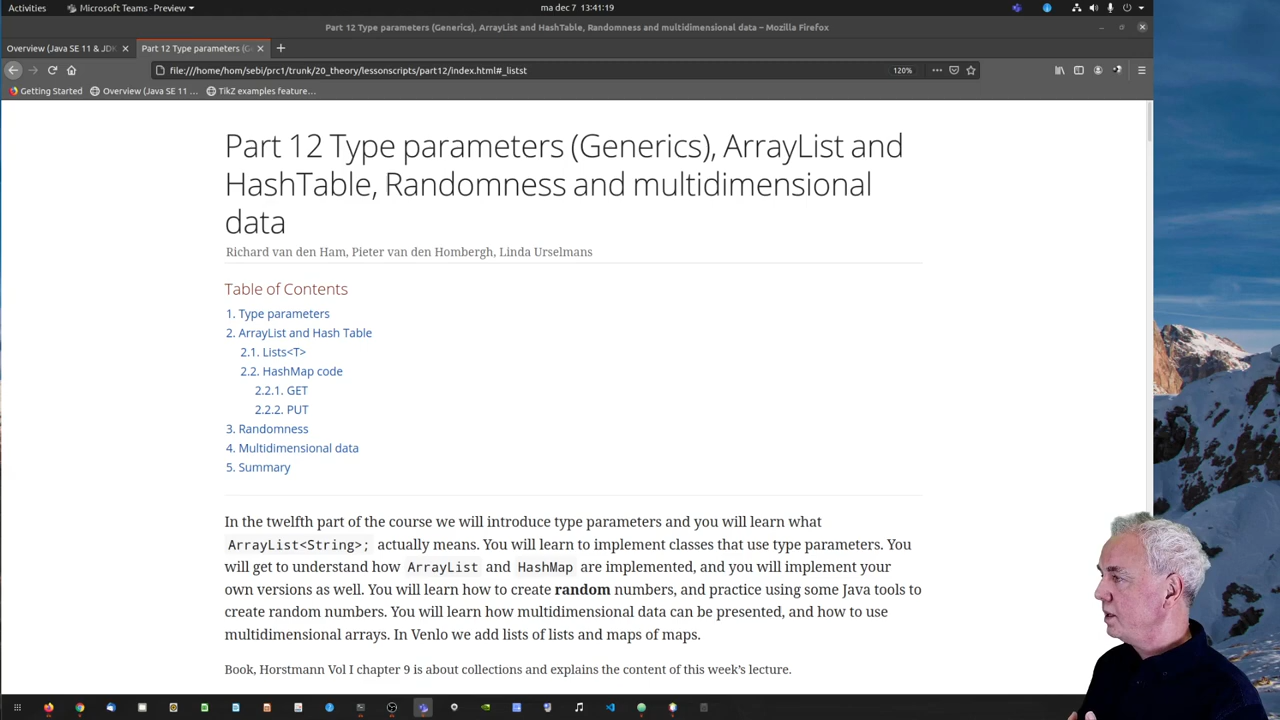 Activities
Microsoft Teams - Preview
ma dec 7 13:41:19
Part 12 Type parameters (Generics), ArrayList and HashTable, Randomness and multidimensional data – Mozilla Firefox
Overview (Java SE 11 & JDK
Part 12 Type parameters (G
file:///home/hom/sebi/prc1/trunk/20_theory/lessonscripts/part12/index.html#_listst
120%
Getting Started
Overview (Java SE 11 ...
TikZ examples feature...
Part 12 Type parameters (Generics), ArrayList and
HashTable, Randomness and multidimensional
data
Richard van den Ham, Pieter van den Hombergh, Linda Urselmans
Table of Contents
1. Type parameters
2. ArrayList and Hash Table
2.1. Lists<T>
2.2. HashMap code
2.2.1. GET
2.2.2. PUT
3. Randomness
4. Multidimensional data
5. Summary
In the twelfth part of the course we will introduce type parameters and you will learn what
ArrayList<String>; actually means. You will learn to implement classes that use type parameters. You
will get to understand how ArrayList and HashMap are implemented, and you will implement your
own versions as well. You will learn how to create random numbers, and practice using some Java tools to
create random numbers. You will learn how multidimensional data can be presented, and how to use
multidimensional arrays. In Venlo we add lists of lists and maps of maps.
Book, Horstmann Vol I chapter 9 is about collections and explains the content of this week's lecture.